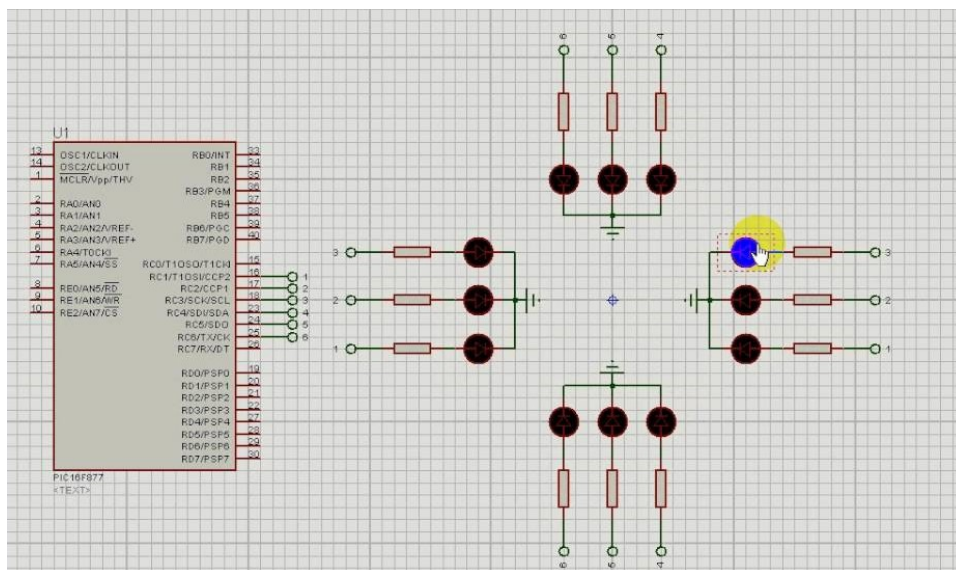 6 5 4
U1
13 OSC1/CLKIN RB0/INT 33
14 OSC2/CLKOUT RB1 34
1 MCLR/Vpp/THV RB2 35
RB3/PGM 36
2 RA0/AN0 RB4 37
3 RA1/AN1 RB5 38
4 RA2/AN2/VREF- RB6/PGC 39
5 RA3/AN3/VREF+ RB7/PGD 40
6 RA4/T0CKI
7 RA5/AN4/SS RC0/T1OSO/T1CKI 15
RC1/T1OSI/CCP2 16 1
8 RE0/AN5/RD RC2/CCP1 17 2
9 RE1/AN6/WR RC3/SCK/SCL 18 3
10 RE2/AN7/CS RC4/SDI/SDA 23 4
RC5/SDO 24 5
RC6/TX/CK 25 6
RC7/RX/DT 26
RD0/PSP0 19
RD1/PSP1 20
RD2/PSP2 21
RD3/PSP3 22
RD4/PSP4 27
RD5/PSP5 28
RD6/PSP6 29
RD7/PSP7 30
PIC16F877
<TEXT>
3 3
2 2
1 1
6 5 4